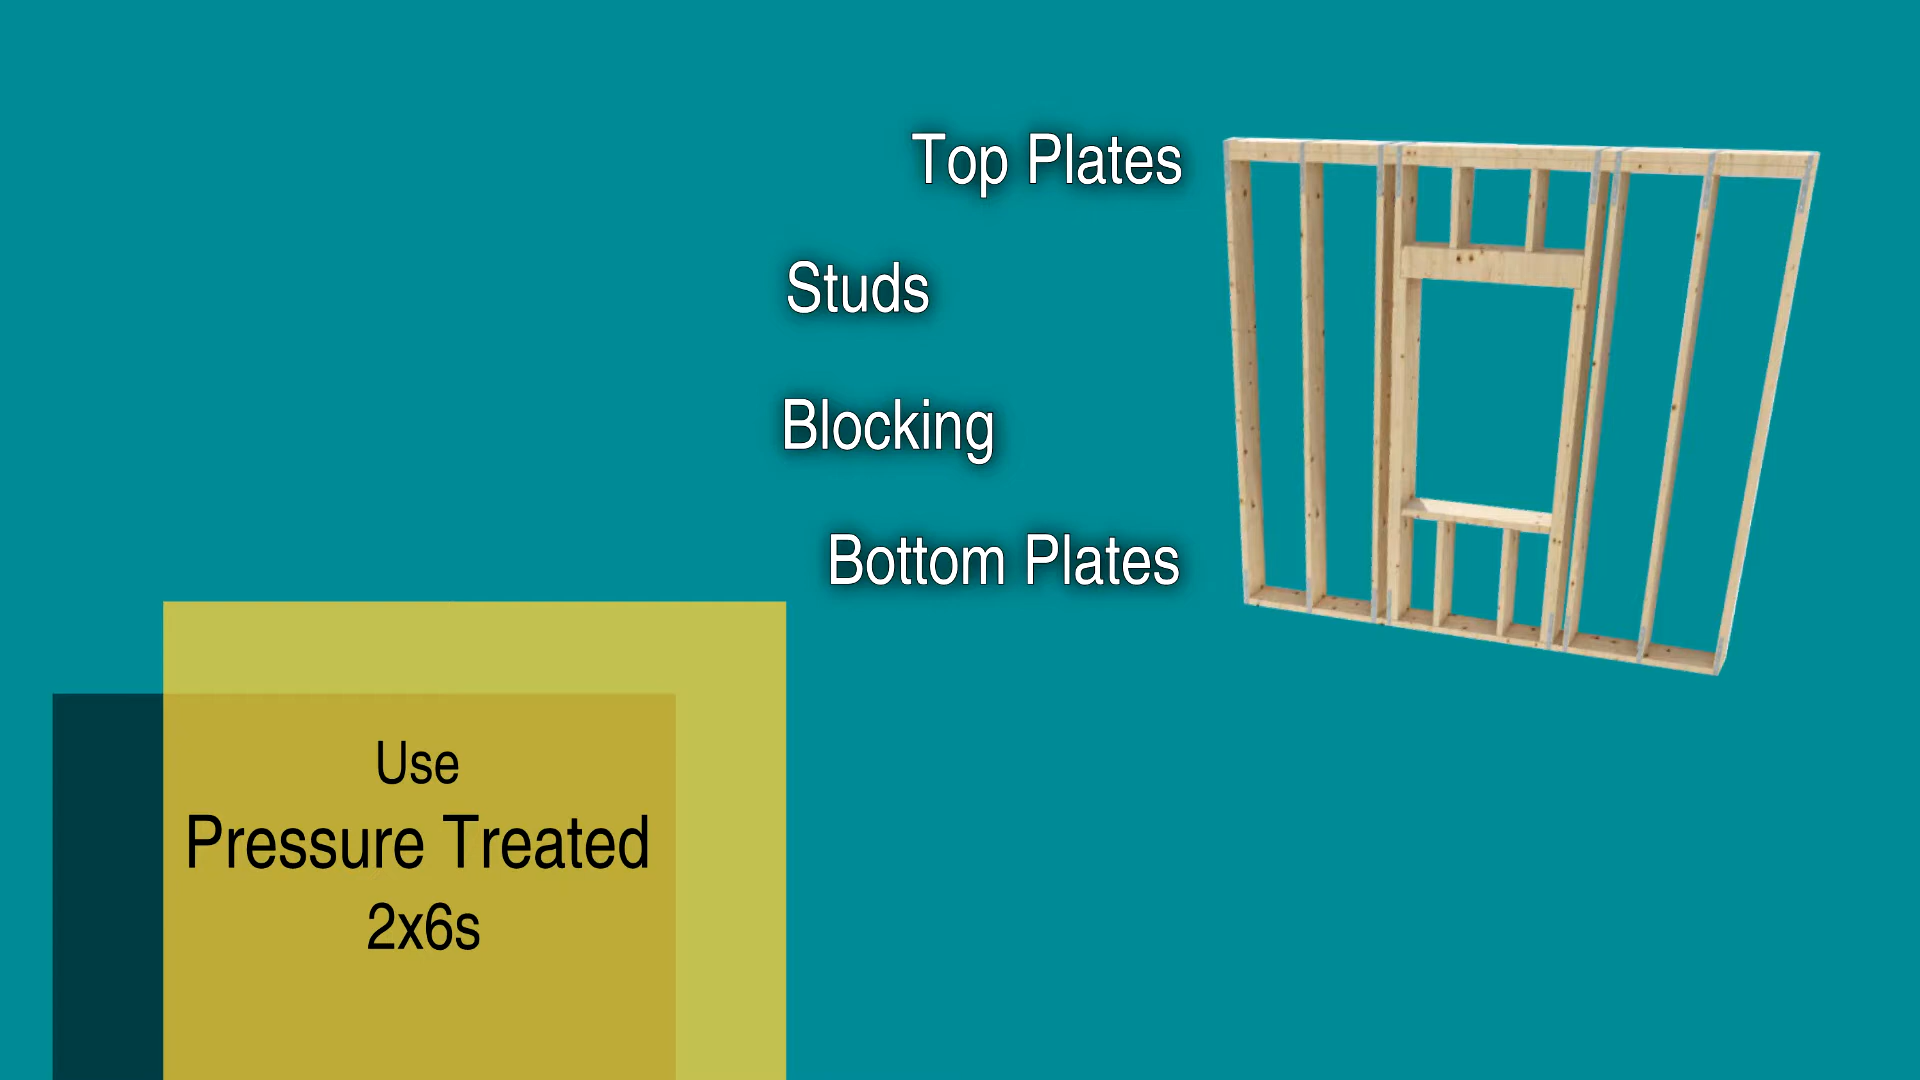 Top Plates
Studs
Blocking
Bottom Plates
Use
Pressure Treated
2x6s